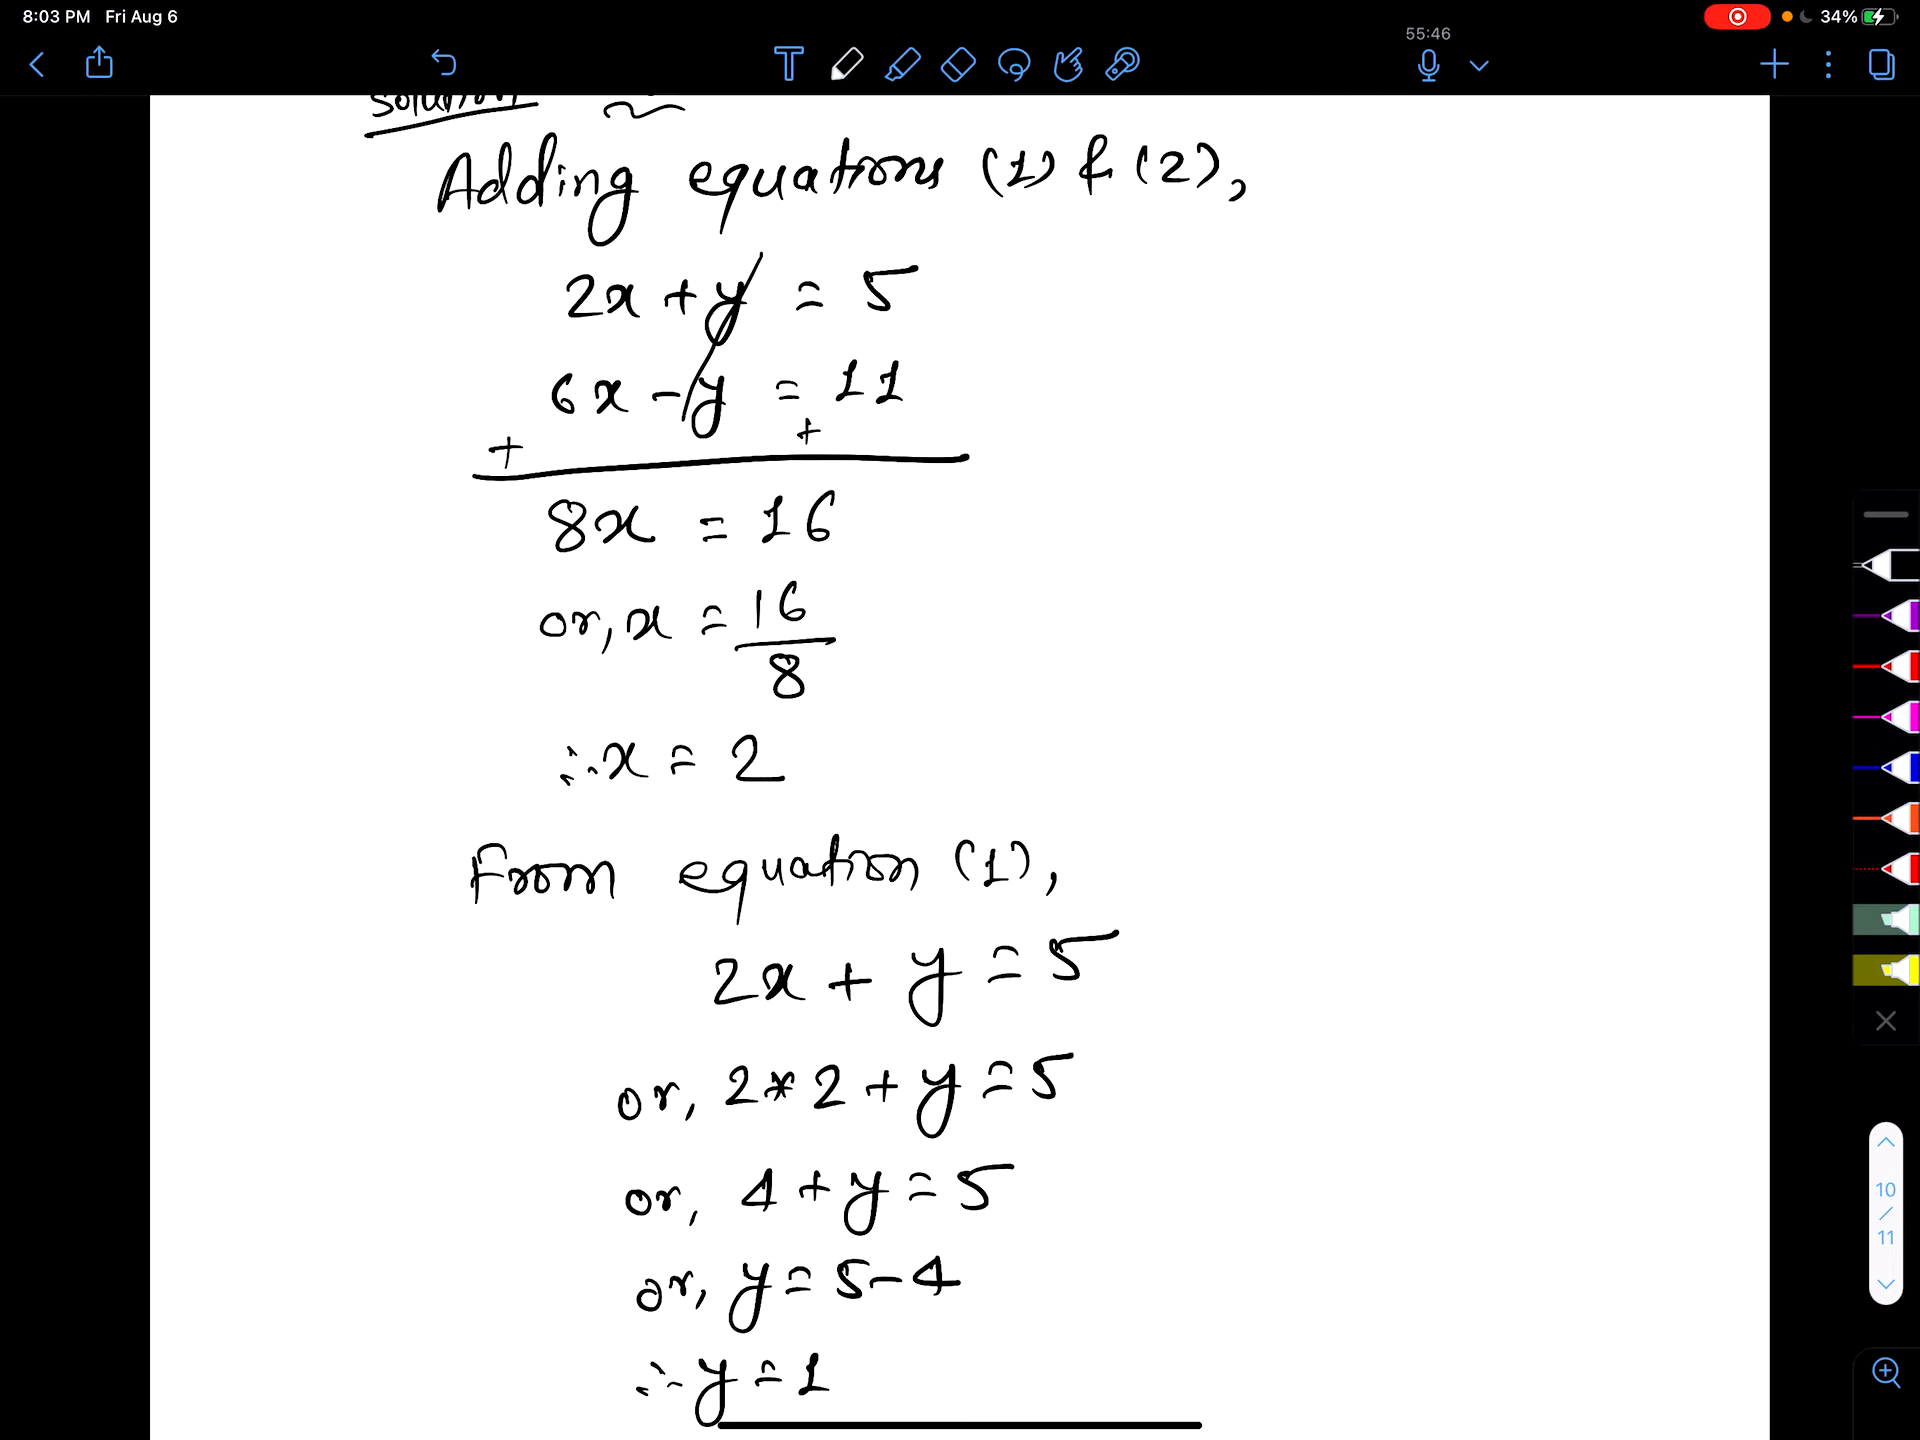 8:03 PM Fri Aug 6
34%
55:46
Solution
Adding equations (1) & (2),
2x + y = 5
6x - y = 11
+ +
8x = 16
or, x = 16/8
∴ x = 2
From equation (1),
2x + y = 5
or, 2*2 + y = 5
or, 4 + y = 5
or, y = 5-4
∴ y = 1
10
/
11